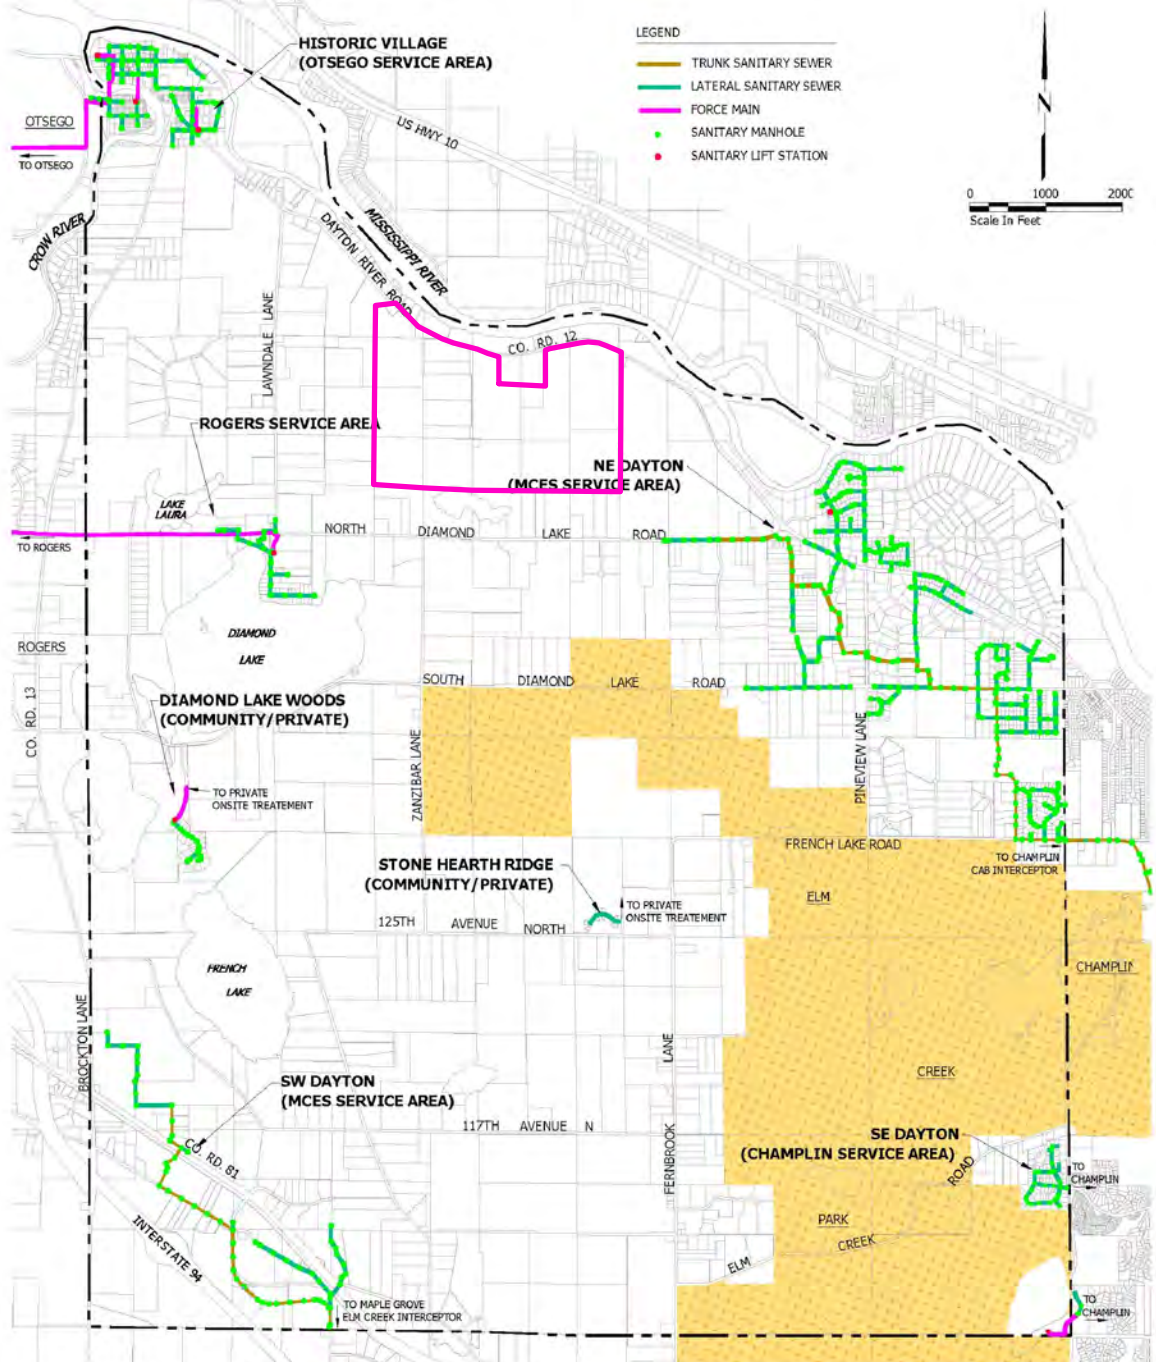 HISTORIC VILLAGE
(OTSEGO SERVICE AREA)
LEGEND
TRUNK SANITARY SEWER
LATERAL SANITARY SEWER
FORCE MAIN
SANITARY MANHOLE
SANITARY LIFT STATION
N
0 1000 2000
Scale In Feet
OTSEGO
TO OTSEGO
US HWY 10
CROW RIVER
MISSISSIPPI RIVER
DAYTON RIVER ROAD
LAWNDALE LANE
CO. RD. 12
ROGERS SERVICE AREA
NE DAYTON
(MCES SERVICE AREA)
LAKE
LAURA
NORTH DIAMOND LAKE ROAD
TO ROGERS
DIAMOND
LAKE
ROGERS
SOUTH DIAMOND LAKE ROAD
DIAMOND LAKE WOODS
(COMMUNITY/PRIVATE)
CO. RD. 13
ZANZIBAR LANE
PINEVIEW LANE
TO PRIVATE
ONSITE TREATEMENT
FRENCH LAKE ROAD
TO CHAMPLIN
CAB INTERCEPTOR
STONE HEARTH RIDGE
(COMMUNITY/PRIVATE)
ELM
TO PRIVATE
ONSITE TREATEMENT
125TH AVENUE NORTH
FRENCH
LAKE
CHAMPLIN
BROCKTON LANE
FERNBROOK LANE
CREEK
SW DAYTON
(MCES SERVICE AREA)
117TH AVENUE N
SE DAYTON
(CHAMPLIN SERVICE AREA)
CO. RD. 81
ROAD
TO
CHAMPLIN
INTERSTATE 94
PARK
ELM CREEK
TO MAPLE GROVE
ELM CREEK INTERCEPTOR
TO
CHAMPLIN